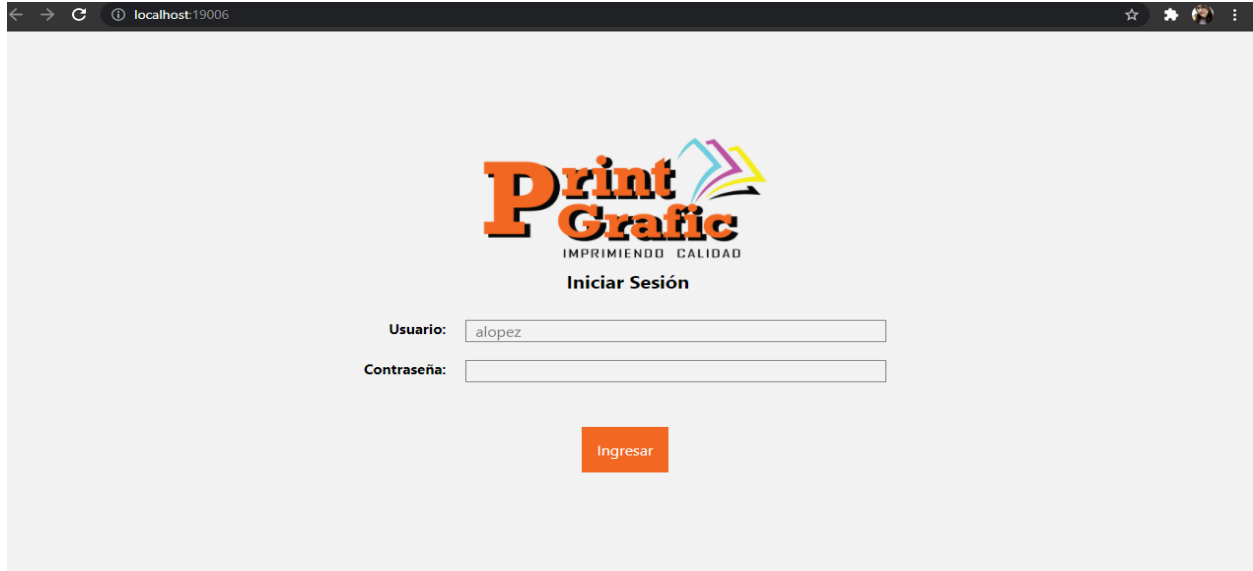 localhost:19006
Print
Grafic
IMPRIMIENDO CALIDAD
Iniciar Sesión
Usuario: alopez
Contraseña:
Ingresar